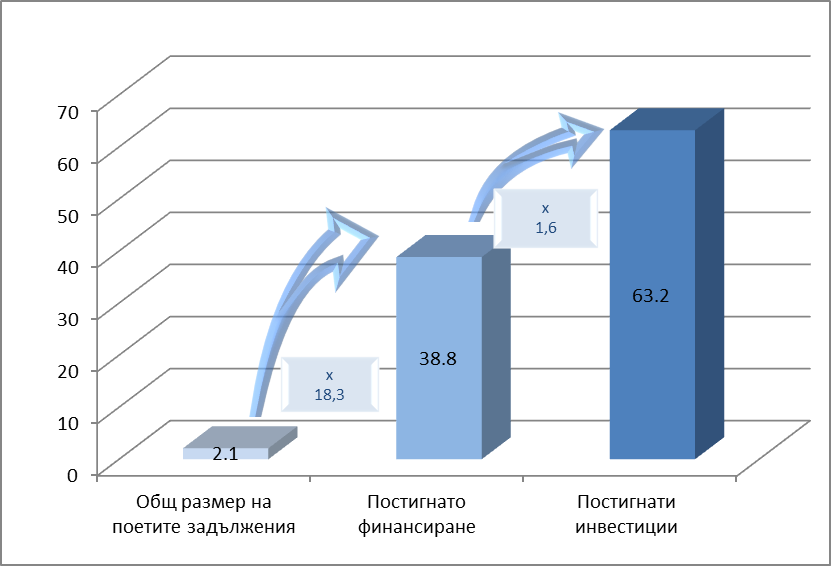 70
60
50
40
30
20
10
0
х
1,6
х
18,3
63.2
38.8
2.1
Общ размер на
поетите задължения
Постигнато
финансиране
Постигнати
инвестиции